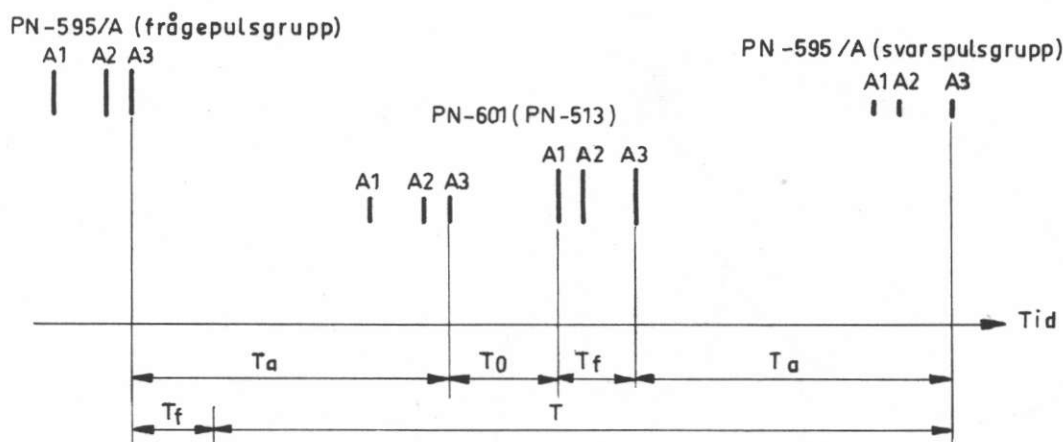 PN-595/A (frågepulsgrupp)
A1 A2 A3
PN-595/A (svarspulsgrupp)
A1 A2 A3
PN-601 (PN-513)
A1 A2 A3
A1 A2 A3
Tid
Ta T0 Tf Ta
Tf T